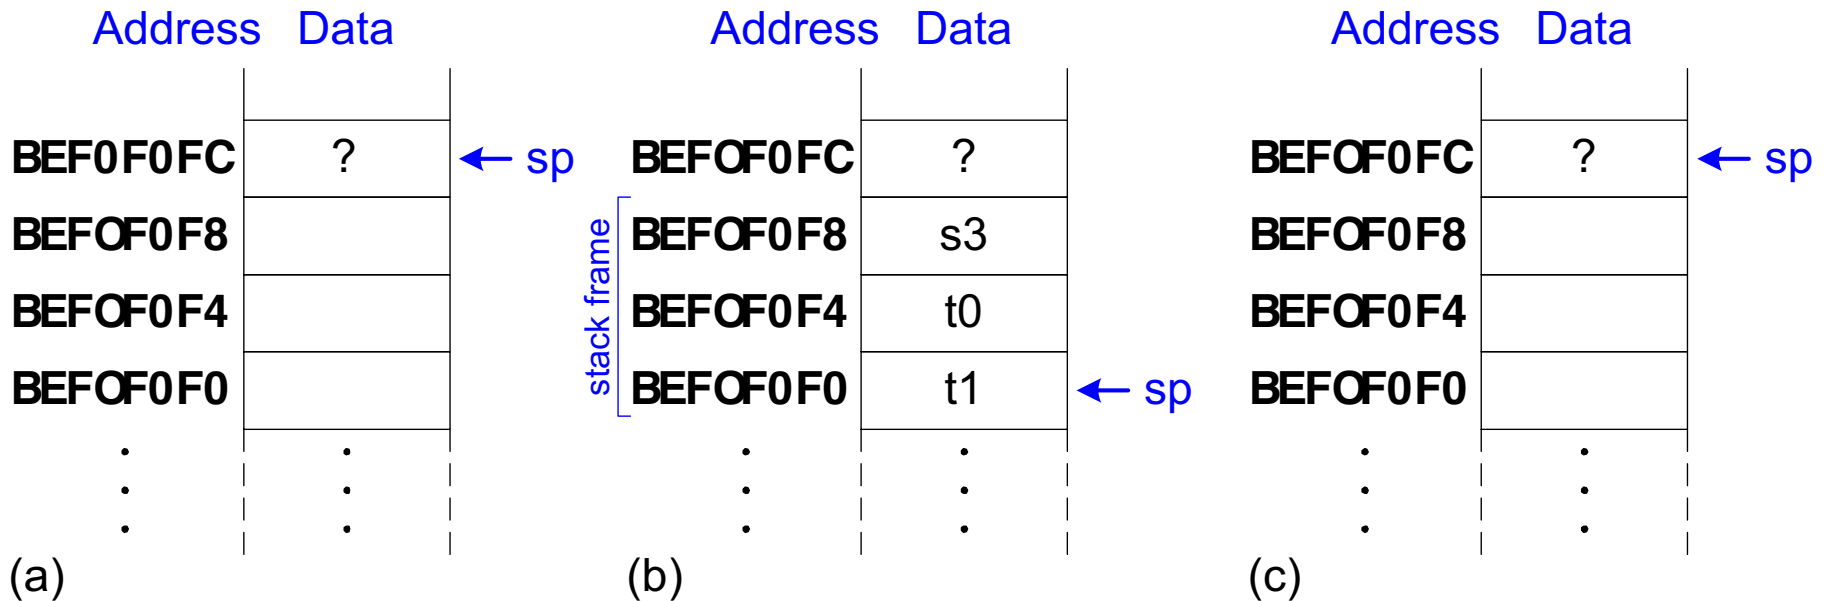 Address Data
BEF0F0FC ? sp
BEF0F0F8
BEF0F0F4
BEF0F0F0
(a)
Address Data
BEF0F0FC ?
BEF0F0F8 s3
BEF0F0F4 t0
BEF0F0F0 t1 sp
stack frame
(b)
Address Data
BEF0F0FC ? sp
BEF0F0F8
BEF0F0F4
BEF0F0F0
(c)